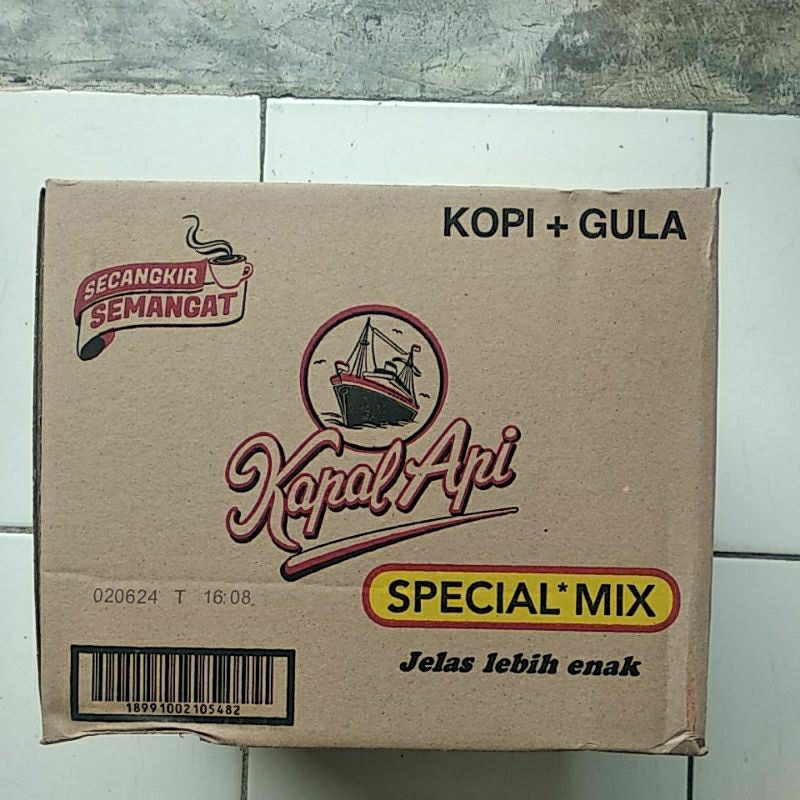 KOPI + GULA
SECANGKIR
SEMANGAT
Kapal Api
SPECIAL* MIX
020624 T 16:08
Jelas lebih enak
18991002105482